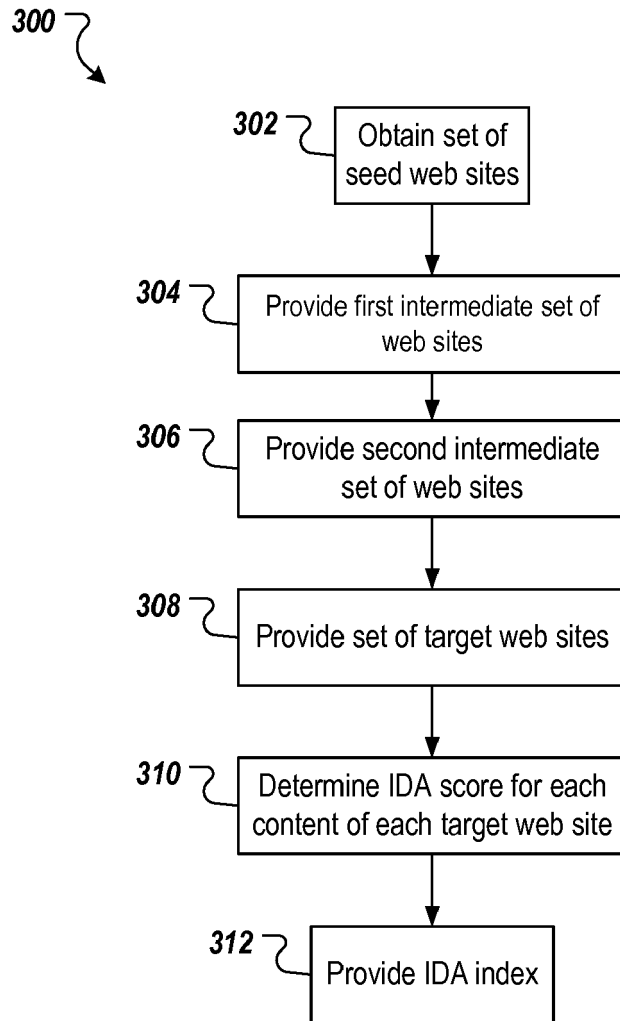 300
302
Obtain set of
seed web sites
304
Provide first intermediate set of
web sites
306
Provide second intermediate
set of web sites
308
Provide set of target web sites
310
Determine IDA score for each
content of each target web site
312
Provide IDA index